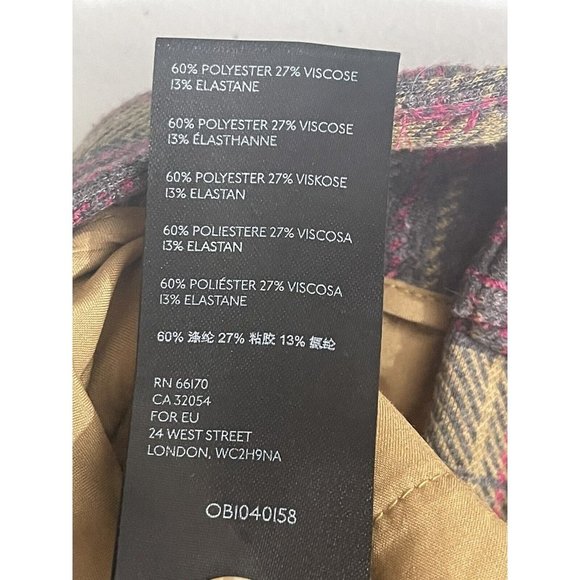 60% POLYESTER 27% VISCOSE
13% ELASTANE
60% POLYESTER 27% VISCOSE
13% ÉLASTHANNE
60% POLYESTER 27% VISKOSE
13% ELASTAN
60% POLIESTERE 27% VISCOSA
13% ELASTAN
60% POLIÉSTER 27% VISCOSA
13% ELASTANE
60% 涤纶 27% 粘胶 13% 氨纶
RN 66170
CA 32054
FOR EU
24 WEST STREET
LONDON, WC2H9NA
OB1040158